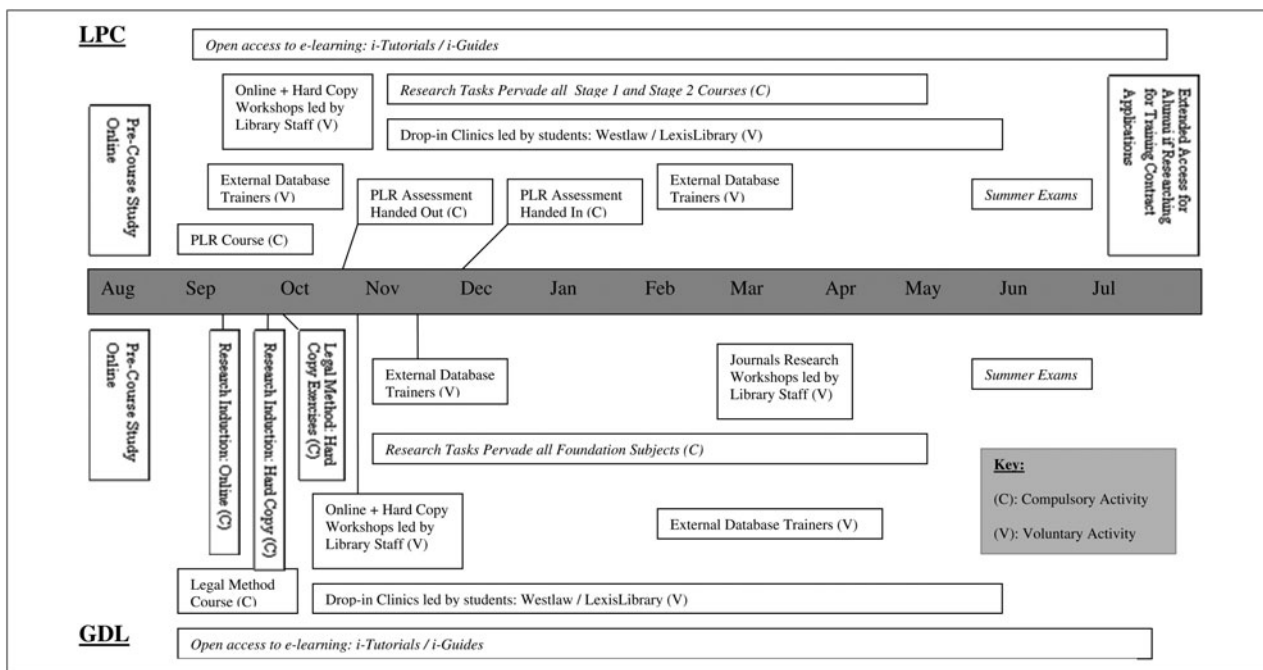 LPC
Open access to e-learning: i-Tutorials / i-Guides
Pre-Course Study
Online
Online + Hard Copy
Workshops led by
Library Staff (V)
Research Tasks Pervade all Stage 1 and Stage 2 Courses (C)
Drop-in Clinics led by students: Westlaw / LexisLibrary (V)
Extended Access for
Alumni if Researching
for Training Contract
Applications
External Database
Trainers (V)
PLR Assessment
Handed Out (C)
PLR Assessment
Handed In (C)
External Database
Trainers (V)
Summer Exams
PLR Course (C)
Aug Sep Oct Nov Dec Jan Feb Mar Apr May Jun Jul
Pre-Course Study
Online
Research Induction: Online (C)
Research Induction: Hard Copy (C)
Legal Method: Hard
Copy Exercises (C)
External Database
Trainers (V)
Journals Research
Workshops led by
Library Staff (V)
Summer Exams
Research Tasks Pervade all Foundation Subjects (C)
Key:
(C): Compulsory Activity
(V): Voluntary Activity
Online + Hard Copy
Workshops led by
Library Staff (V)
External Database Trainers (V)
Legal Method
Course (C)
Drop-in Clinics led by students: Westlaw / LexisLibrary (V)
GDL
Open access to e-learning: i-Tutorials / i-Guides